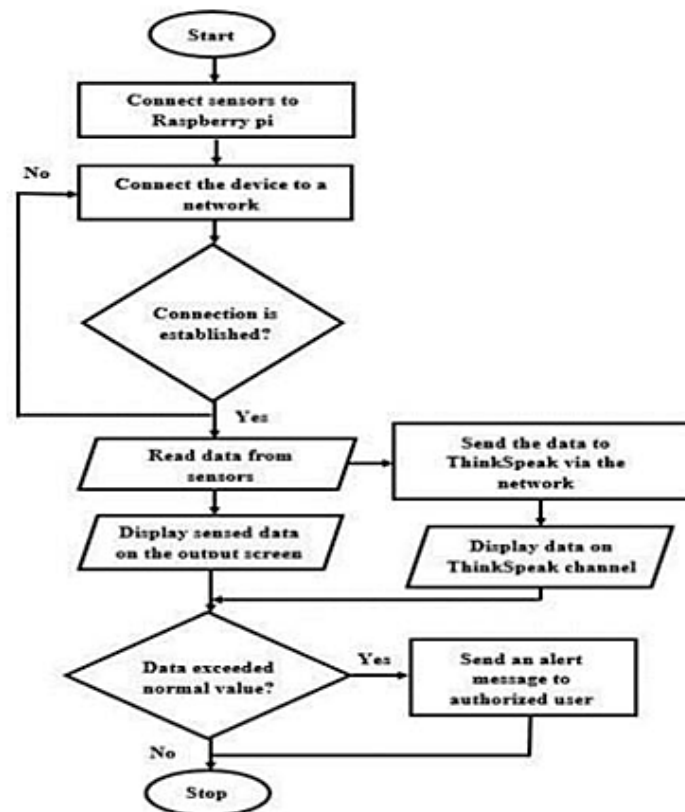 Start
Connect sensors to
Raspberry pi
No
Connect the device to a
network
Connection is
established?
Yes
Read data from
sensors
Send the data to
ThinkSpeak via the
network
Display sensed data
on the output screen
Display data on
ThinkSpeak channel
Data exceeded
normal value?
Yes
Send an alert
message to
authorized user
No
Stop